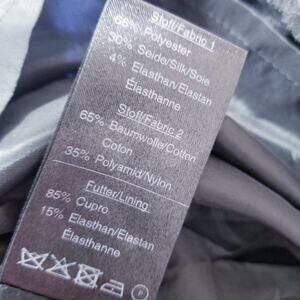 Stoff/Fabric 1
66% Polyester
30% Seide/Silk/Soie
4% Elasthan/Elastan
Élasthanne
Stoff/Fabric 2
65% Baumwolle/Cotton
Coton
35% Polyamid/Nylon
Futter/Lining:
85% Cupro
15% Elasthan/Elastan
Élasthanne